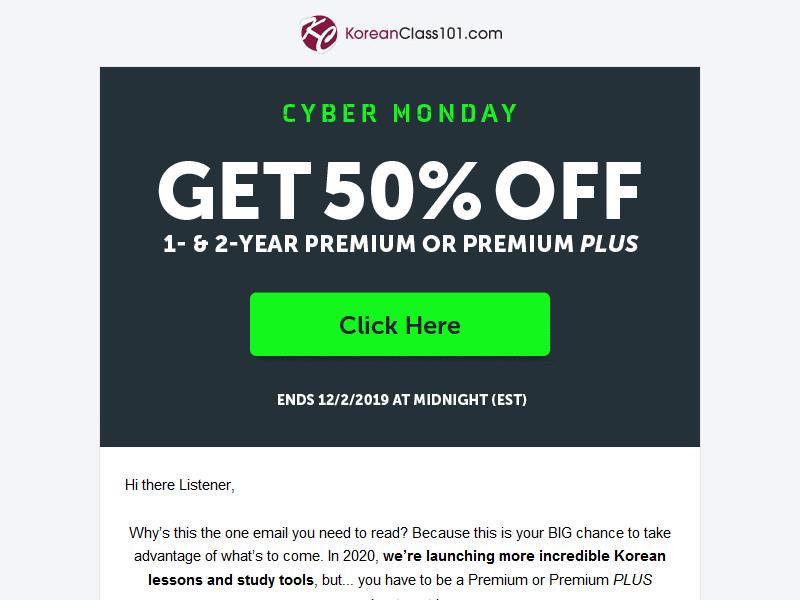 KoreanClass101.com
CYBER MONDAY
GET 50% OFF
1- & 2-YEAR PREMIUM OR PREMIUM PLUS
Click Here
ENDS 12/2/2019 AT MIDNIGHT (EST)
Hi there Listener,
Why's this the one email you need to read? Because this is your BIG chance to take
advantage of what's to come. In 2020, we're launching more incredible Korean
lessons and study tools, but... you have to be a Premium or Premium PLUS